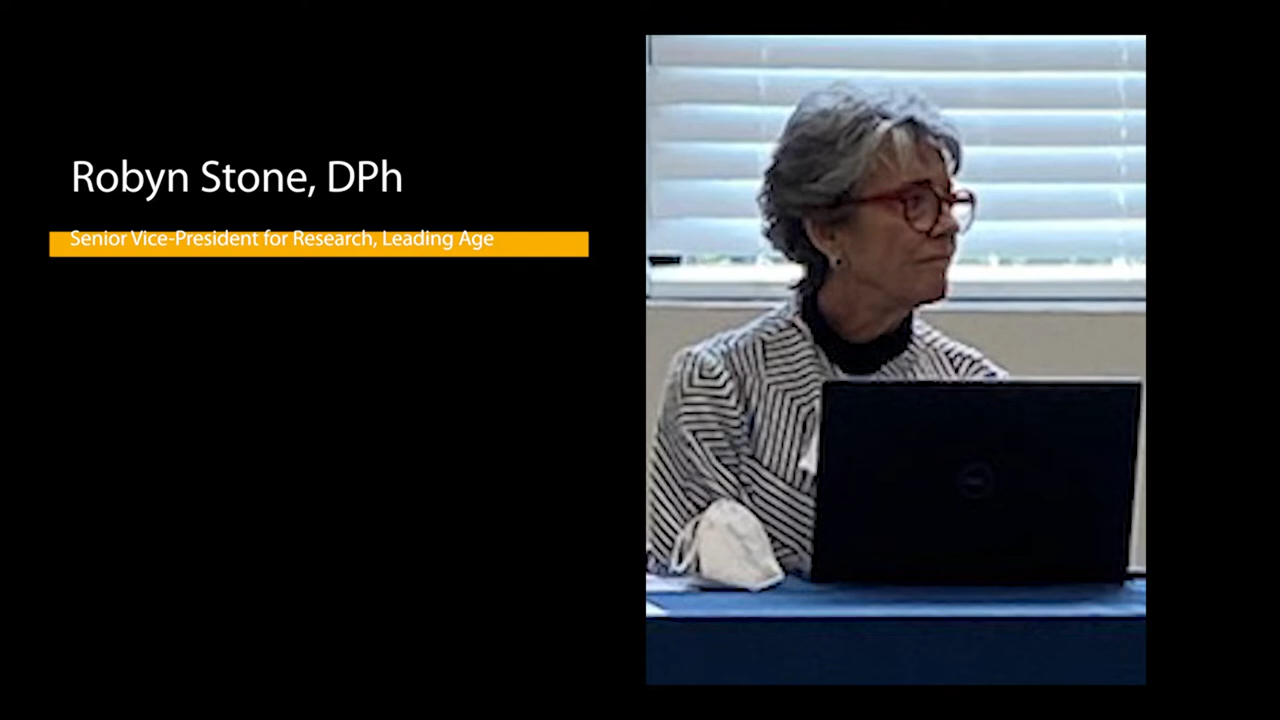 Robyn Stone, DPh
Senior Vice-President for Research, Leading Age